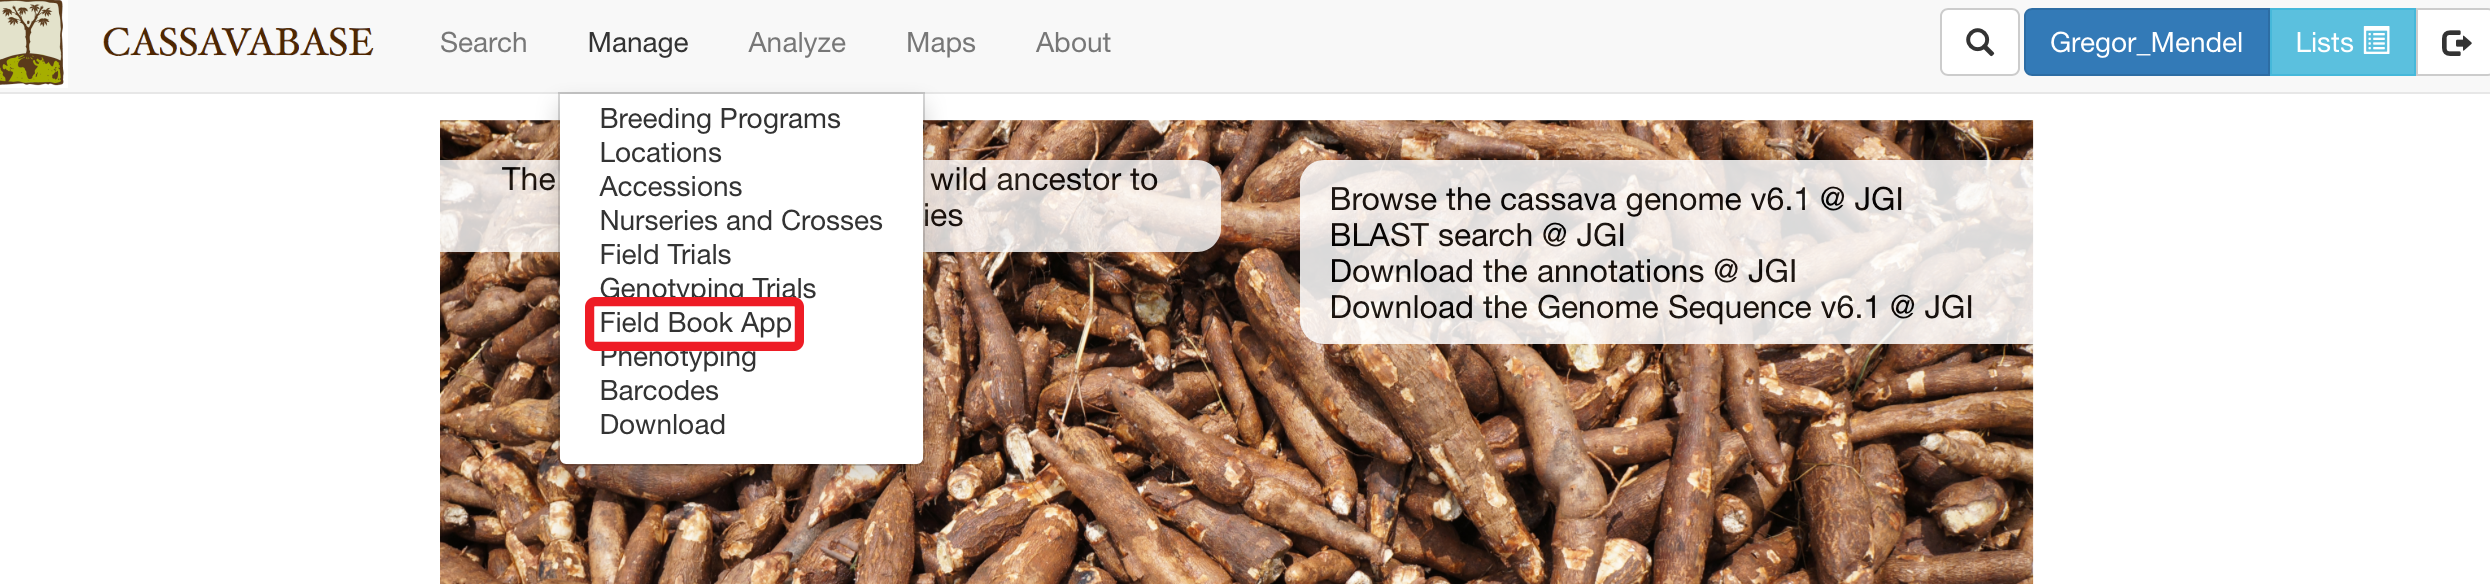 CASSAVABASE
Search
Manage
Analyze
Maps
About
Gregor_Mendel
Lists
Breeding Programs
Locations
Accessions
Nurseries and Crosses
Field Trials
Genotyping Trials
Field Book App
Phenotyping
Barcodes
Download
The
wild ancestor to
ies
Browse the cassava genome v6.1 @ JGI
BLAST search @ JGI
Download the annotations @ JGI
Download the Genome Sequence v6.1 @ JGI